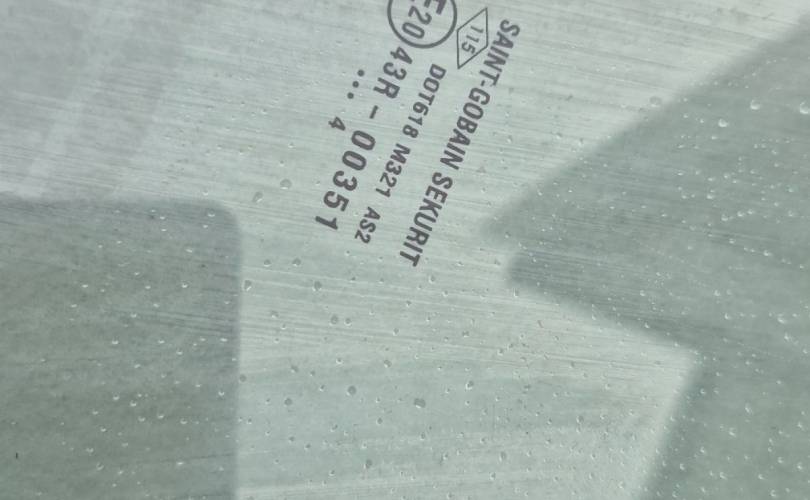 SAINT-GOBAIN SEKURIT
115
DOT618 M321 AS2
E20 43R-00351
... 4